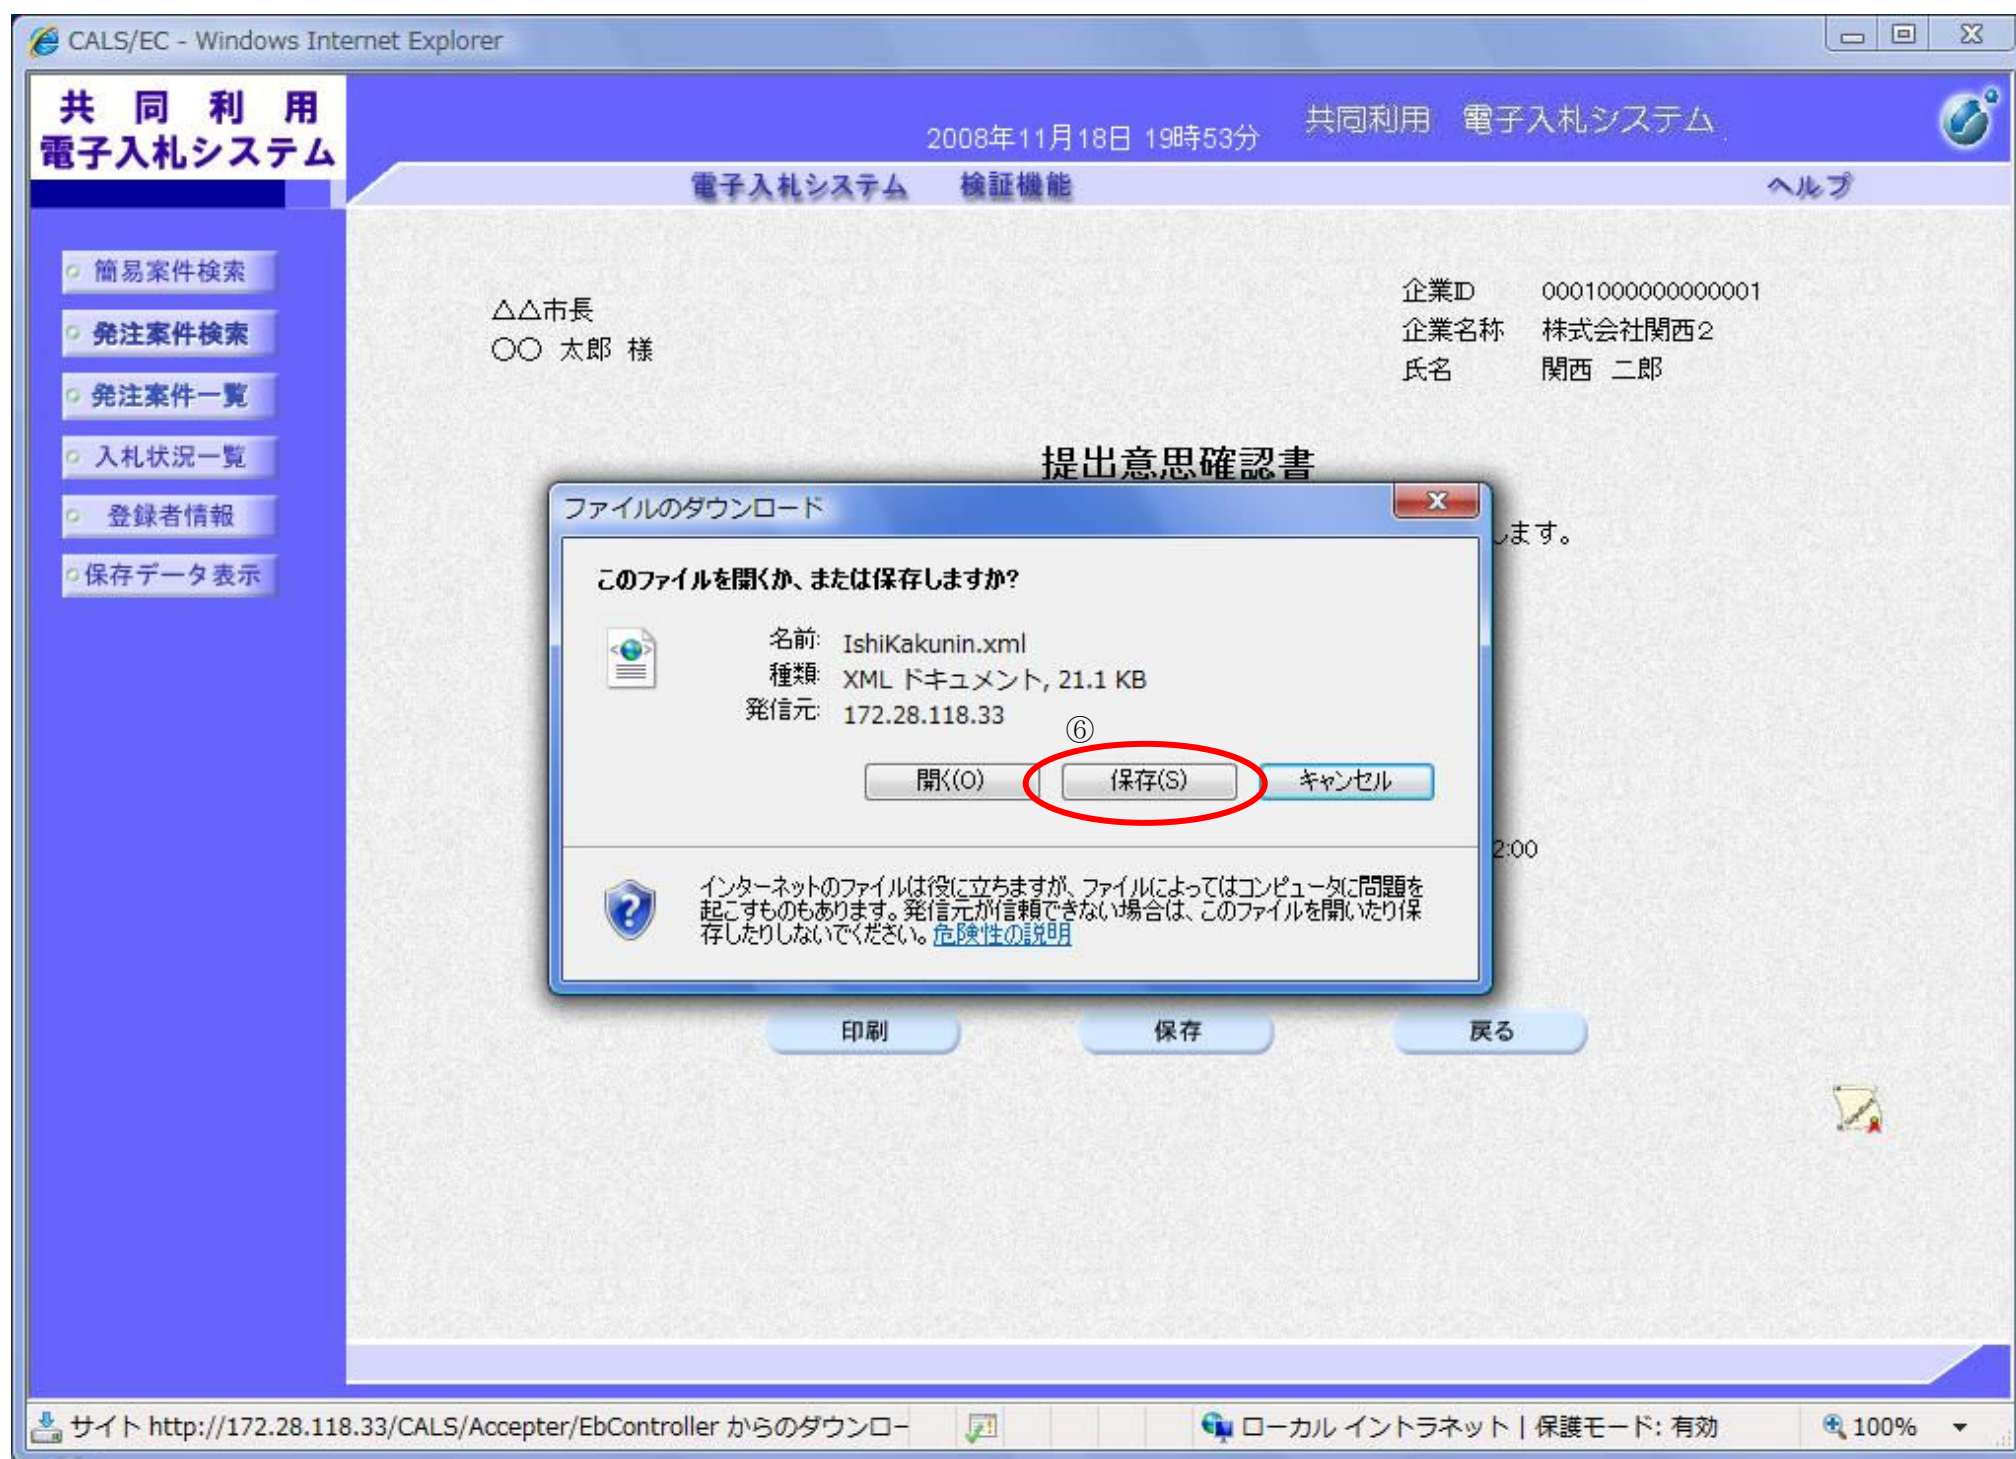 CALS/EC - Windows Internet Explorer
共同利用
電子入札システム
2008年11月18日 19時53分
共同利用 電子入札システム
電子入札システム 検証機能 ヘルプ
簡易案件検索
発注案件検索
発注案件一覧
入札状況一覧
登録者情報
保存データ表示
△△市長
○○ 太郎 様
企業ID 0001000000000001
企業名称 株式会社関西2
氏名 関西 二郎
提出意思確認書
します。
ファイルのダウンロード
X
このファイルを開くか、または保存しますか?
名前: IshiKakunin.xml
種類: XML ドキュメント, 21.1 KB
発信元: 172.28.118.33
⑥
開く(O) 保存(S) キャンセル
2:00
インターネットのファイルは役に立ちますが、ファイルによってはコンピュータに問題を
起こすものもあります。発信元が信頼できない場合は、このファイルを開いたり保
存したりしないでください。危険性の説明
印刷 保存 戻る
サイト http://172.28.118.33/CALS/Accepter/EbController からのダウンロー
ローカル イントラネット | 保護モード: 有効
100%